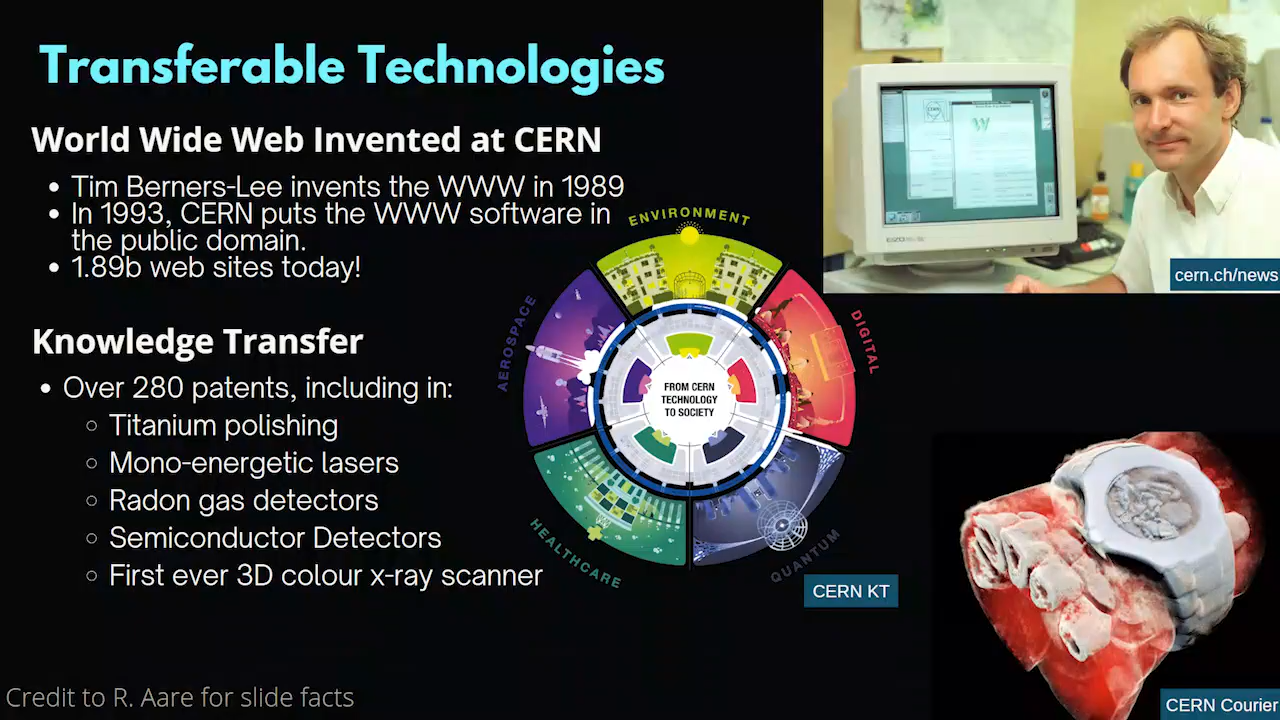 Transferable Technologies
World Wide Web Invented at CERN
Tim Berners-Lee invents the WWW in 1989
In 1993, CERN puts the WWW software in
the public domain.
1.89b web sites today!
Knowledge Transfer
Over 280 patents, including in:
Titanium polishing
Mono-energetic lasers
Radon gas detectors
Semiconductor Detectors
First ever 3D colour x-ray scanner
Credit to R. Aare for slide facts
ENVIRONMENT
AEROSPACE
DIGITAL
FROM CERN
TECHNOLOGY
TO SOCIETY
HEALTHCARE
QUANTUM
CERN KT
EIZO
cern.ch/news
CERN Courier